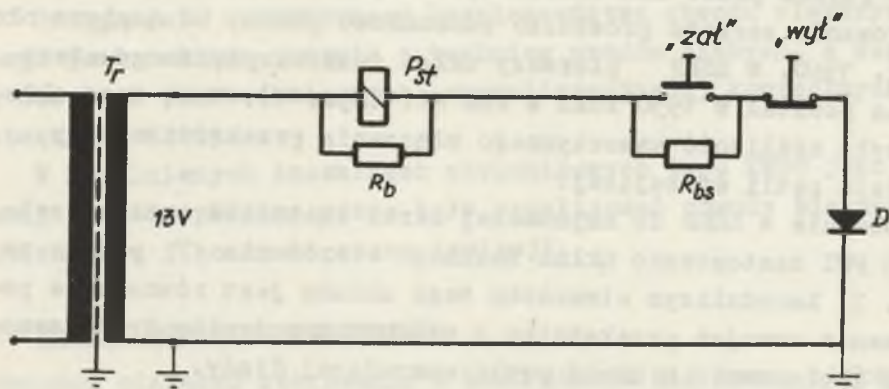 „zał” „wył”
Tr Pst
Rb Rbs
13V D